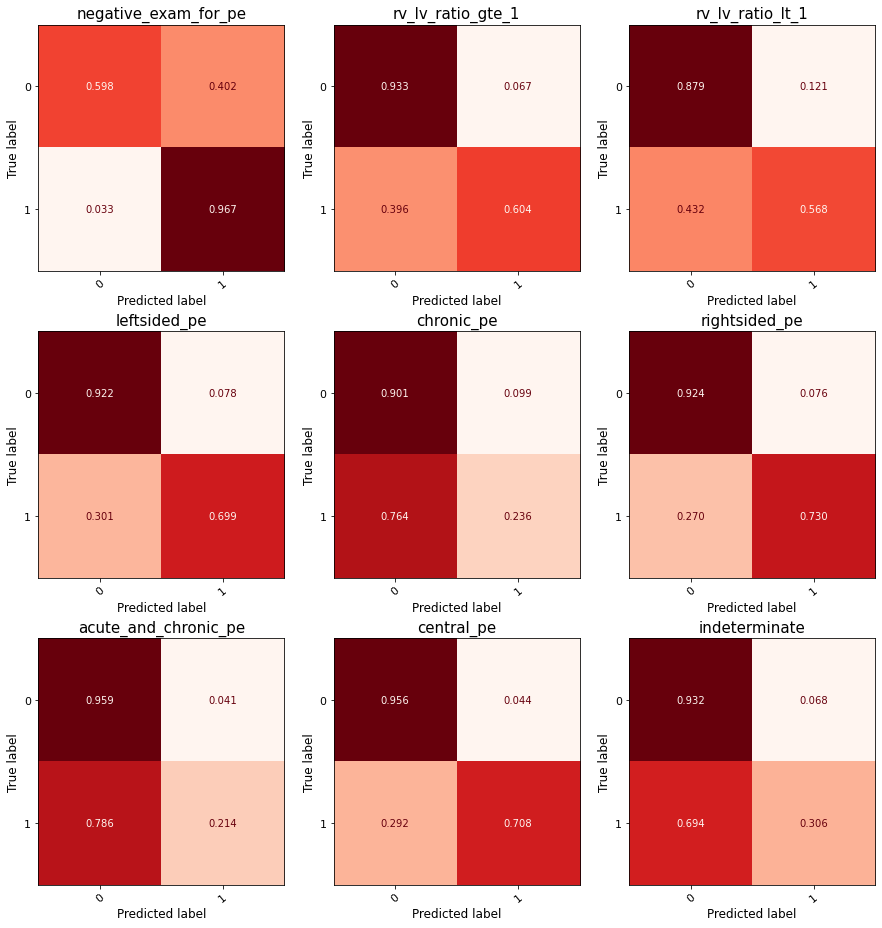 negative_exam_for_pe
True label
0
0.598 0.402
1
0.033 0.967
0 1
Predicted label
rv_lv_ratio_gte_1
True label
0
0.933 0.067
1
0.396 0.604
0 1
Predicted label
rv_lv_ratio_lt_1
True label
0
0.879 0.121
1
0.432 0.568
0 1
Predicted label
leftsided_pe
True label
0
0.922 0.078
1
0.301 0.699
0 1
Predicted label
chronic_pe
True label
0
0.901 0.099
1
0.764 0.236
0 1
Predicted label
rightsided_pe
True label
0
0.924 0.076
1
0.270 0.730
0 1
Predicted label
acute_and_chronic_pe
True label
0
0.959 0.041
1
0.786 0.214
0 1
Predicted label
central_pe
True label
0
0.956 0.044
1
0.292 0.708
0 1
Predicted label
indeterminate
True label
0
0.932 0.068
1
0.694 0.306
0 1
Predicted label